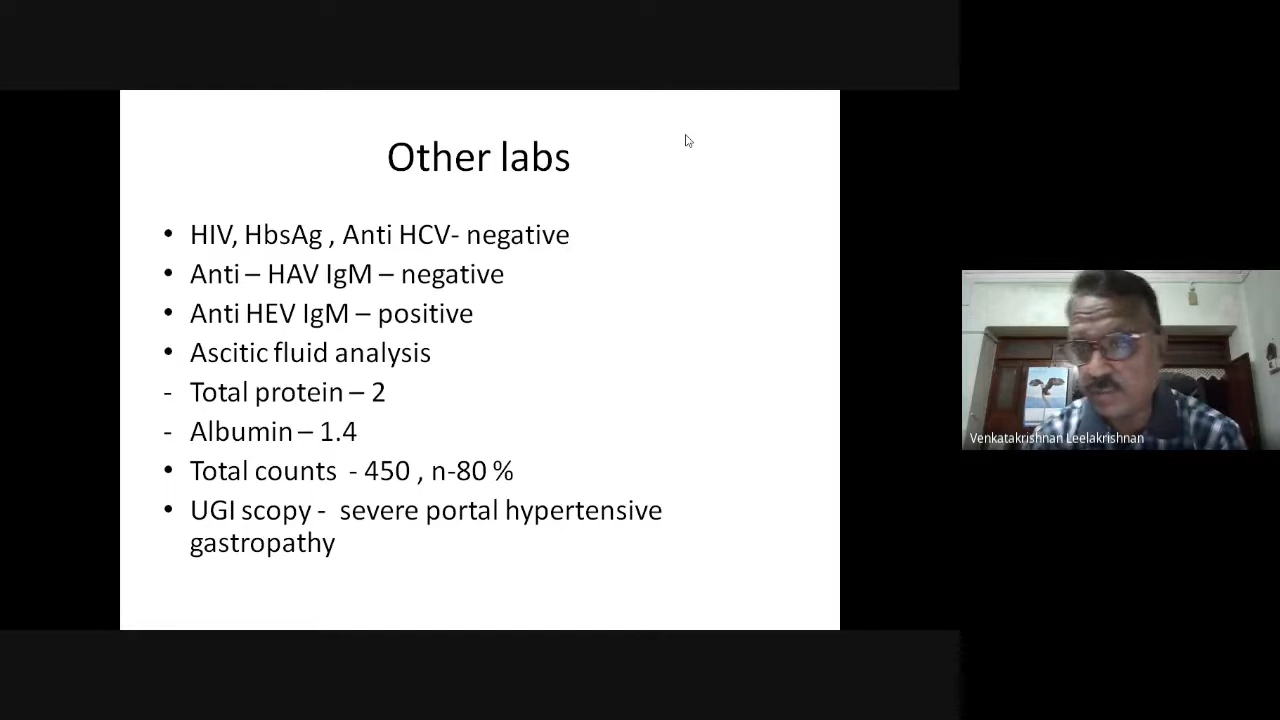 Other labs
• HIV, HbsAg , Anti HCV- negative
• Anti – HAV IgM – negative
• Anti HEV IgM – positive
• Ascitic fluid analysis
- Total protein – 2
- Albumin – 1.4
• Total counts - 450 , n-80 %
• UGI scopy - severe portal hypertensive
gastropathy
Venkatakrishnan Leelakrishnan